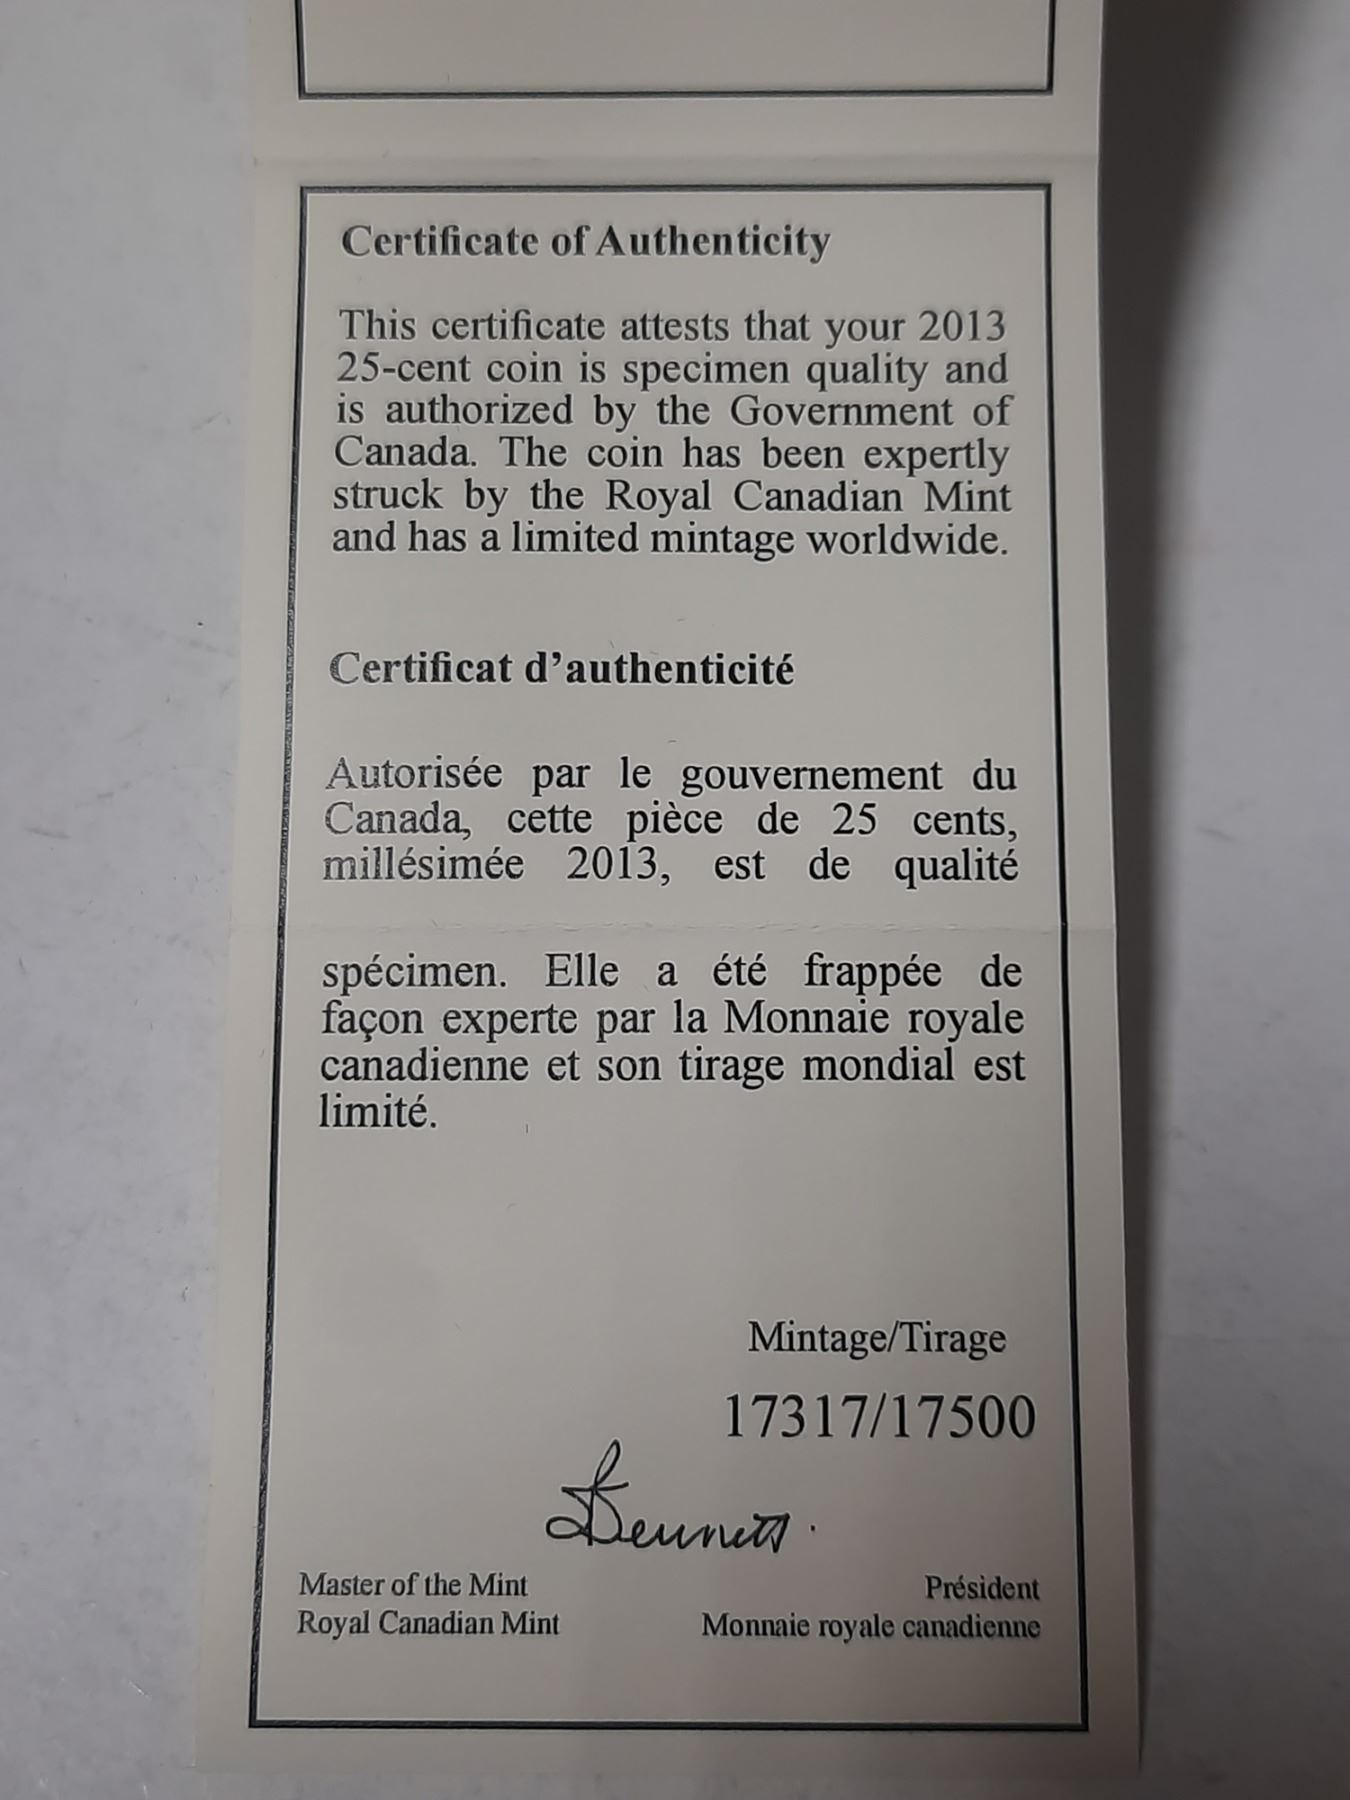 Certificate of Authenticity
This certificate attests that your 2013
25-cent coin is specimen quality and
is authorized by the Government of
Canada. The coin has been expertly
struck by the Royal Canadian Mint
and has a limited mintage worldwide.
Certificat d’authenticité
Autorisée par le gouvernement du
Canada, cette pièce de 25 cents,
millésimée 2013, est de qualité
spécimen. Elle a été frappée de
façon experte par la Monnaie royale
canadienne et son tirage mondial est
limité.
Mintage/Tirage
17317/17500
Bennett
Master of the Mint
Royal Canadian Mint
Président
Monnaie royale canadienne